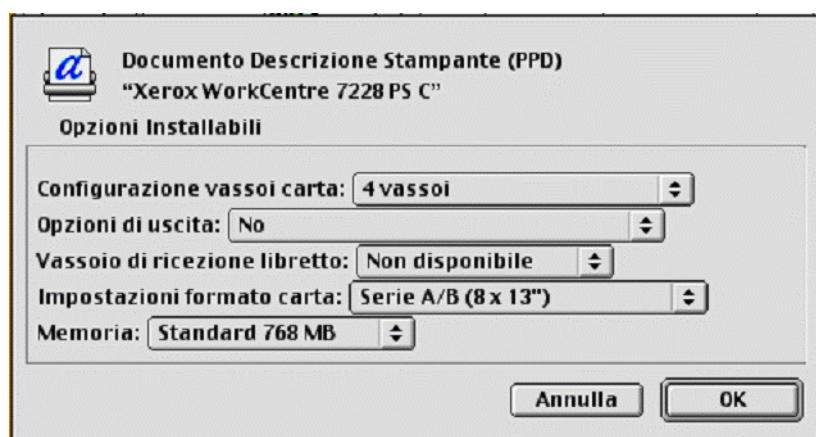 Documento Descrizione Stampante (PPD)
“Xerox WorkCentre 7228 PS C”
Opzioni Installabili
Configurazione vassoi carta: 4 vassoi
Opzioni di uscita: No
Vassoio di ricezione libretto: Non disponibile
Impostazioni formato carta: Serie A/B (8 x 13")
Memoria: Standard 768 MB
Annulla OK